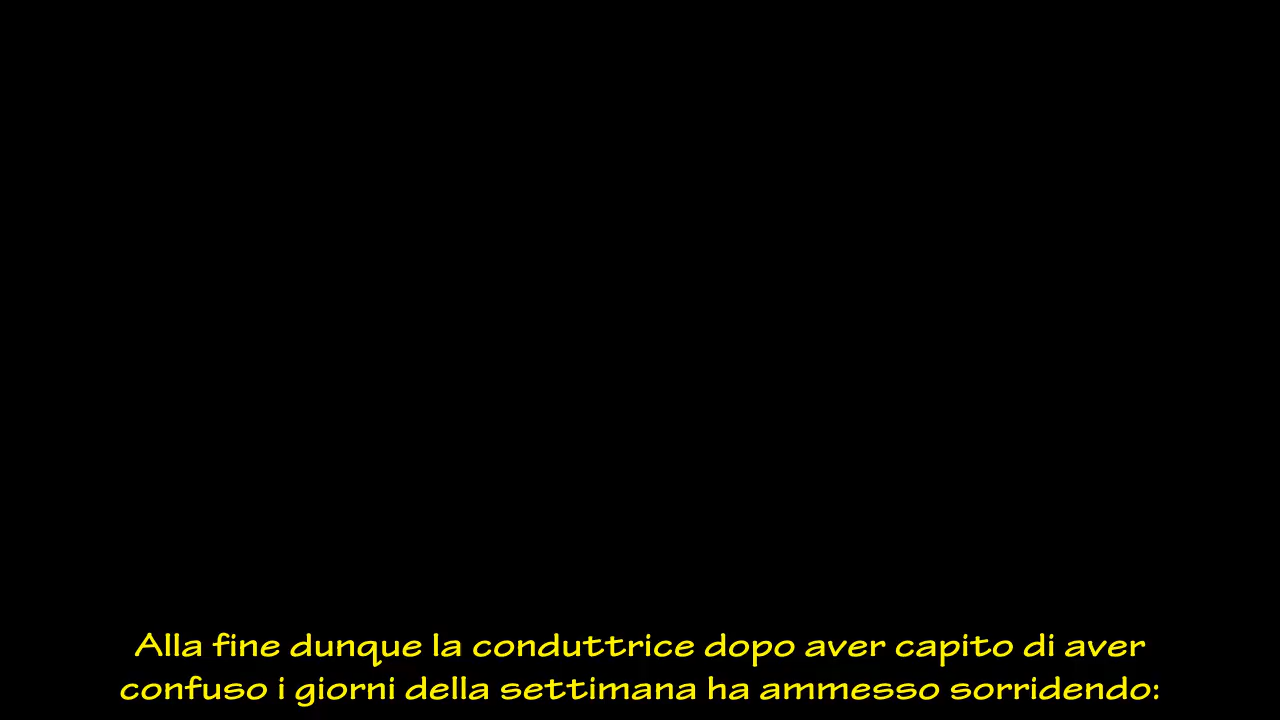 Alla fine dunque la conduttrice dopo aver capito di aver
confuso i giorni della settimana ha ammesso sorridendo: